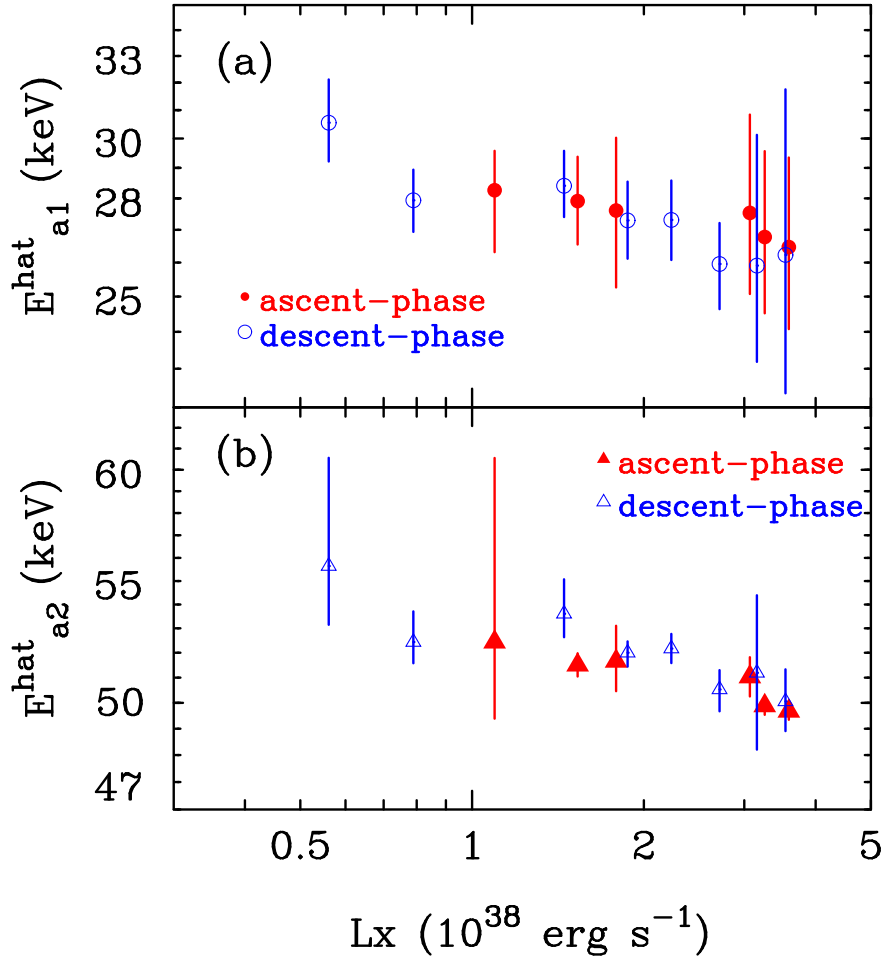 (a)
33
30
28
25
E^hat_a1 (keV)
ascent-phase
descent-phase
(b)
60
55
50
47
E^hat_a2 (keV)
ascent-phase
descent-phase
0.5 1 2 5
Lx (10^38 erg s^-1)